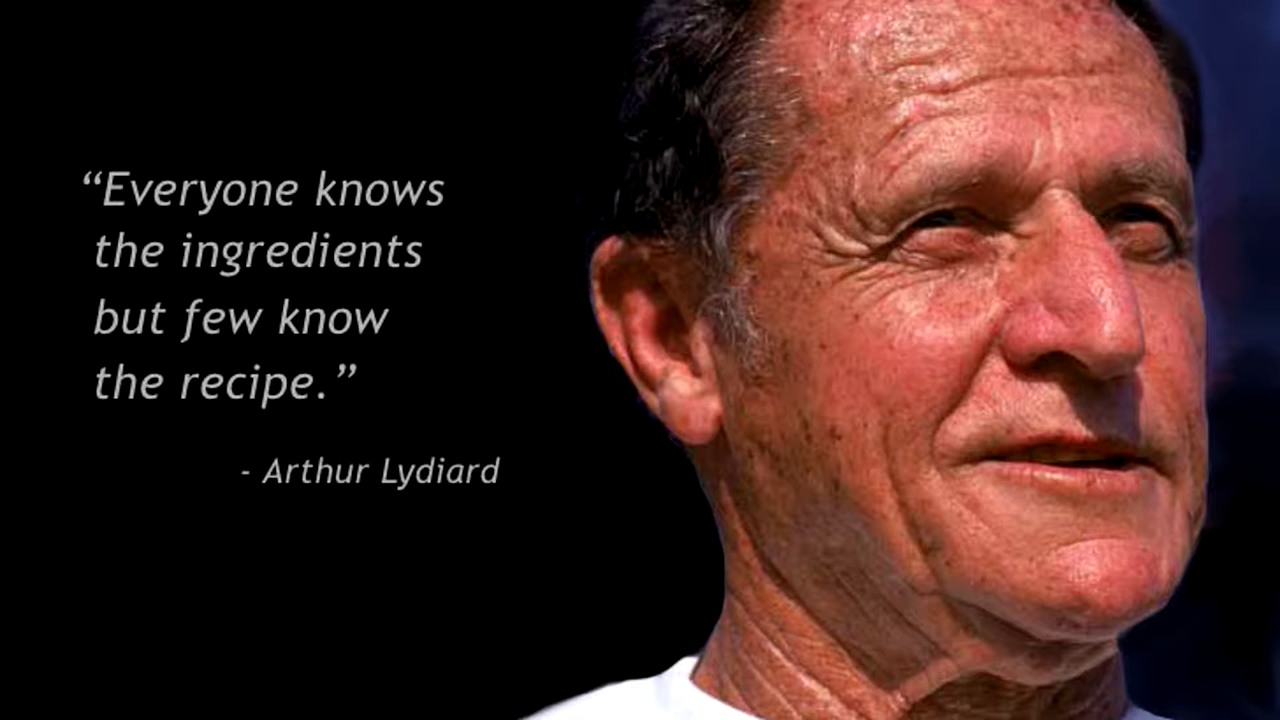 “Everyone knows
the ingredients
but few know
the recipe.”
- Arthur Lydiard